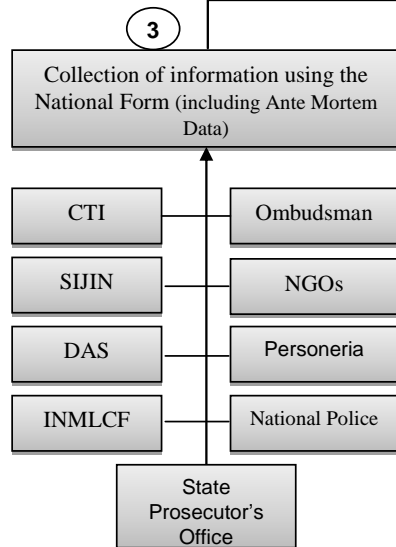 3
Collection of information using the
National Form (including Ante Mortem
Data)
CTI
Ombudsman
SIJIN
NGOs
DAS
Personeria
INMLCF
National Police
State
Prosecutor's
Office